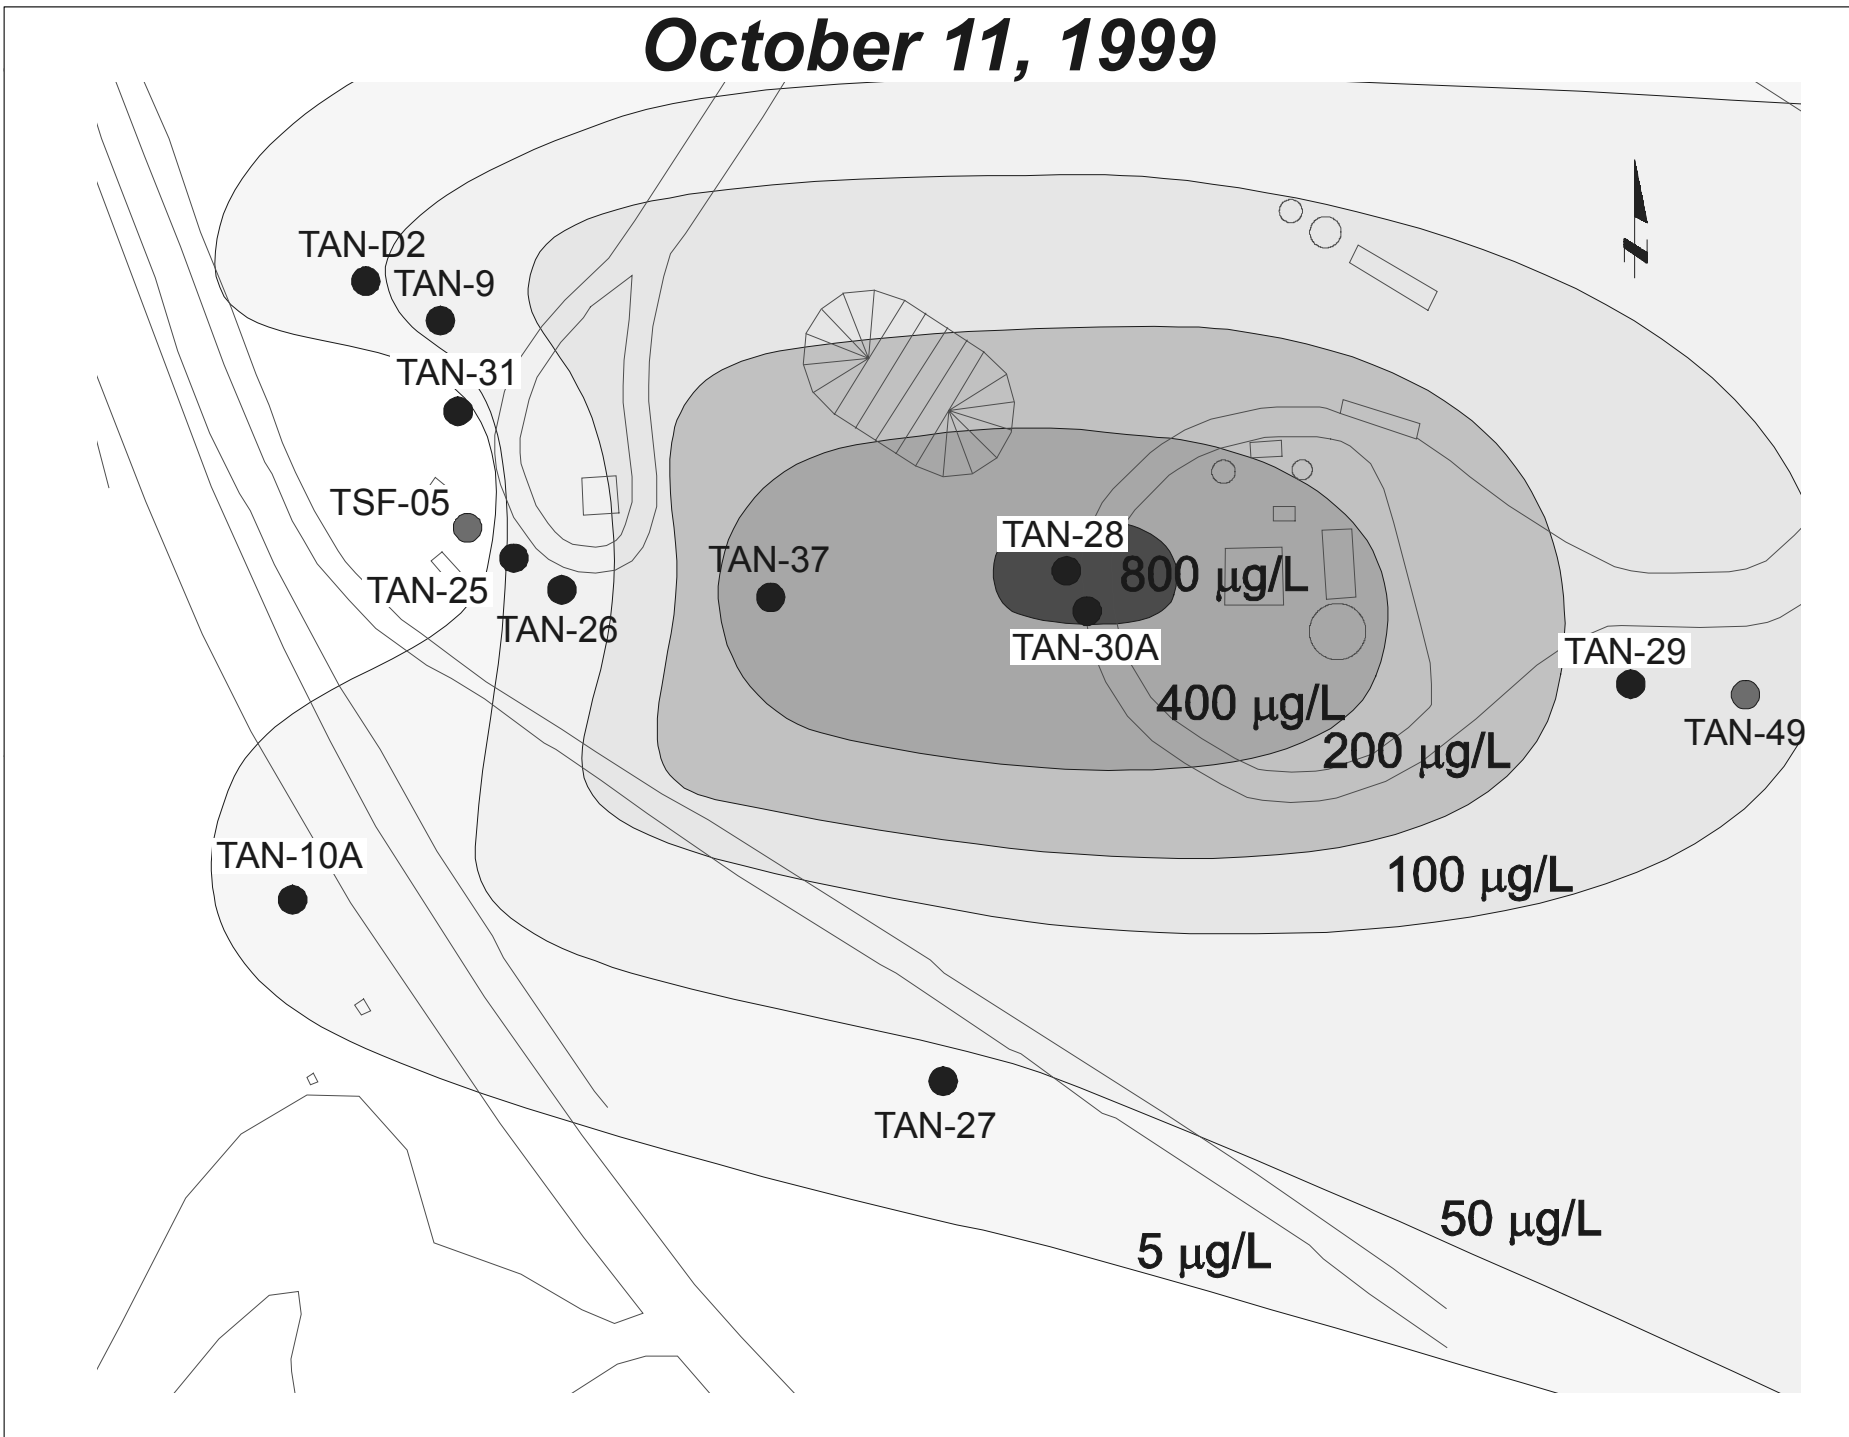 October 11, 1999
TAN-D2
TAN-9
TAN-31
TSF-05
TAN-25
TAN-26
TAN-37
TAN-28
800 µg/L
TAN-30A
TAN-29
400 µg/L
TAN-49
200 µg/L
TAN-10A
100 µg/L
TAN-27
50 µg/L
5 µg/L
N